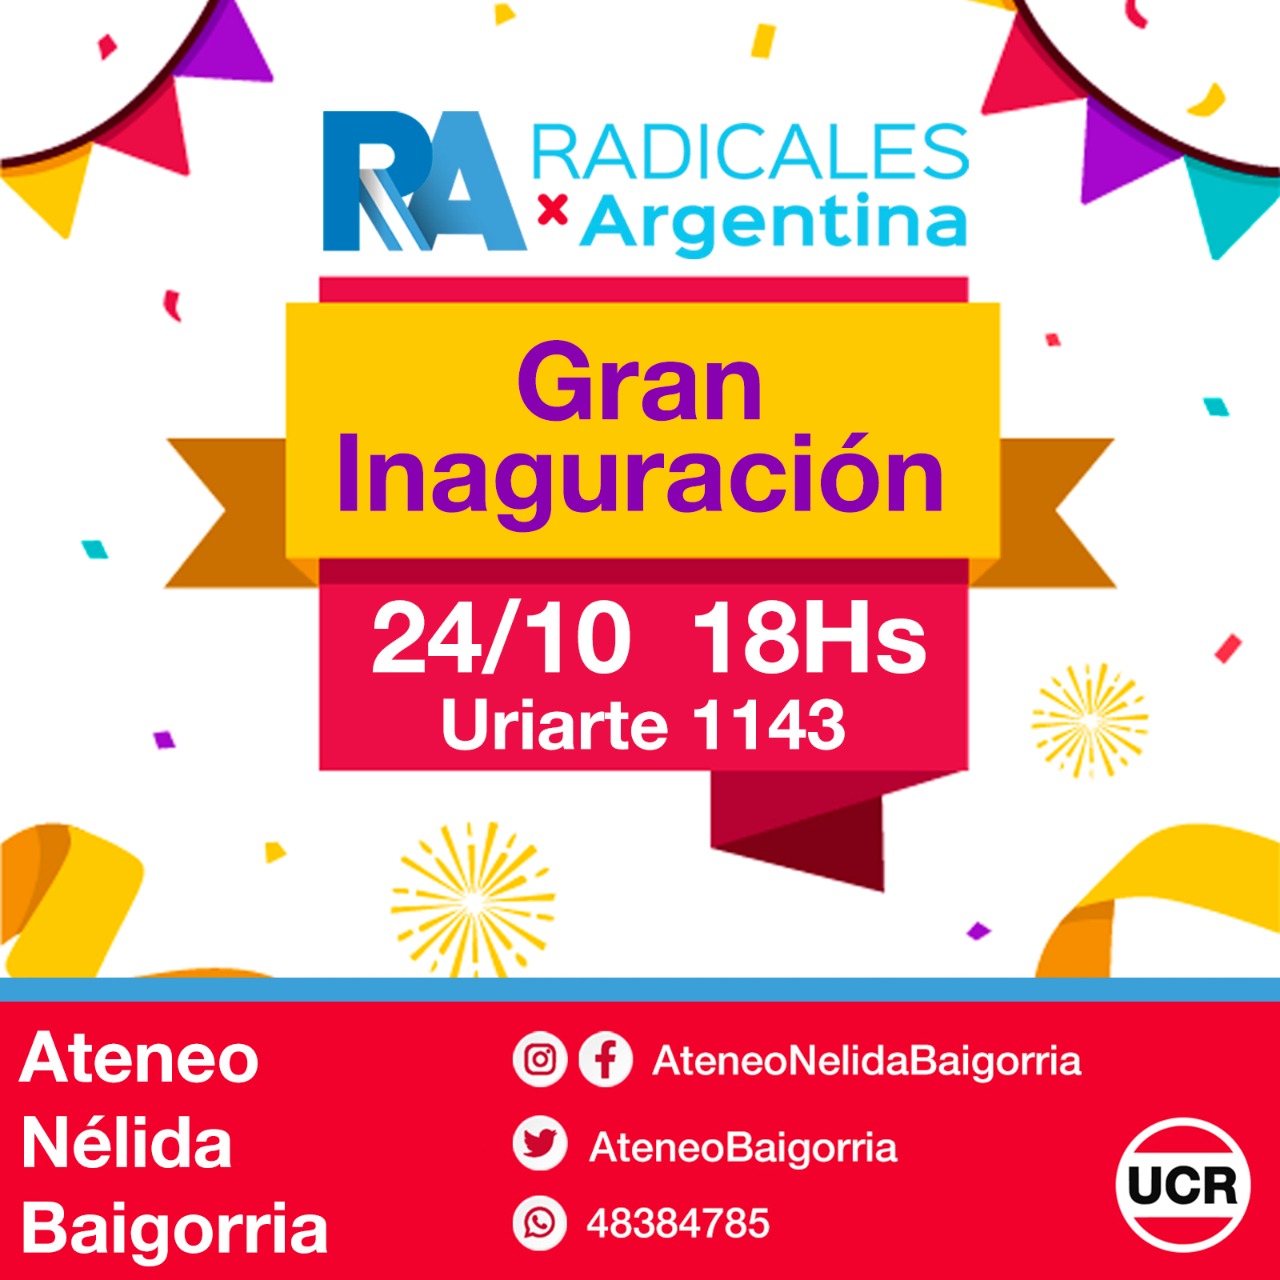 RA RADICALES
x Argentina
Gran
Inaguración
24/10 18Hs
Uriarte 1143
Ateneo
Nélida
Baigorria
AteneoNelidaBaigorria
AteneoBaigorria
48384785
UCR